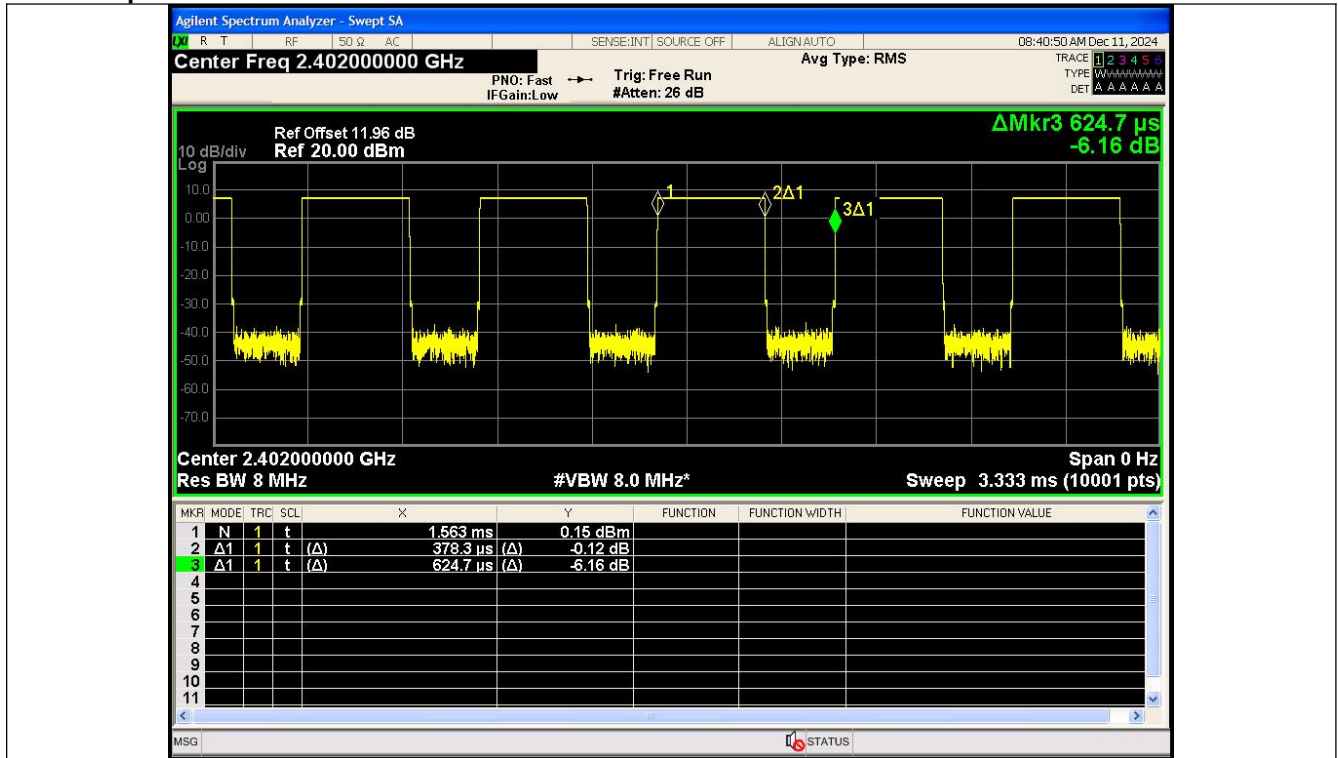 Agilent Spectrum Analyzer - Swept SA
LXI R T RF 50 Ω AC SENSE:INT SOURCE OFF ALIGN AUTO 08:40:50 AM Dec 11, 2024
Center Freq 2.402000000 GHz
Avg Type: RMS
PNO: Fast
IFGain:Low
Trig: Free Run
#Atten: 26 dB
TRACE 1 2 3 4 5 6
TYPE WWWWWW
DET A A A A A A
ΔMkr3 624.7 µs
-6.16 dB
Ref Offset 11.96 dB
10 dB/div Ref 20.00 dBm
Log
10.0
0.00
-10.0
-20.0
-30.0
-40.0
-50.0
-60.0
-70.0
1
2Δ1
3Δ1
Center 2.402000000 GHz Span 0 Hz
Res BW 8 MHz #VBW 8.0 MHz* Sweep 3.333 ms (10001 pts)
MKR MODE TRC SCL X Y FUNCTION FUNCTION WIDTH FUNCTION VALUE
1 N 1 t 1.563 ms 0.15 dBm
2 Δ1 1 t (Δ) 378.3 µs (Δ) -0.12 dB
3 Δ1 1 t (Δ) 624.7 µs (Δ) -6.16 dB
4
5
6
7
8
9
10
11
MSG STATUS